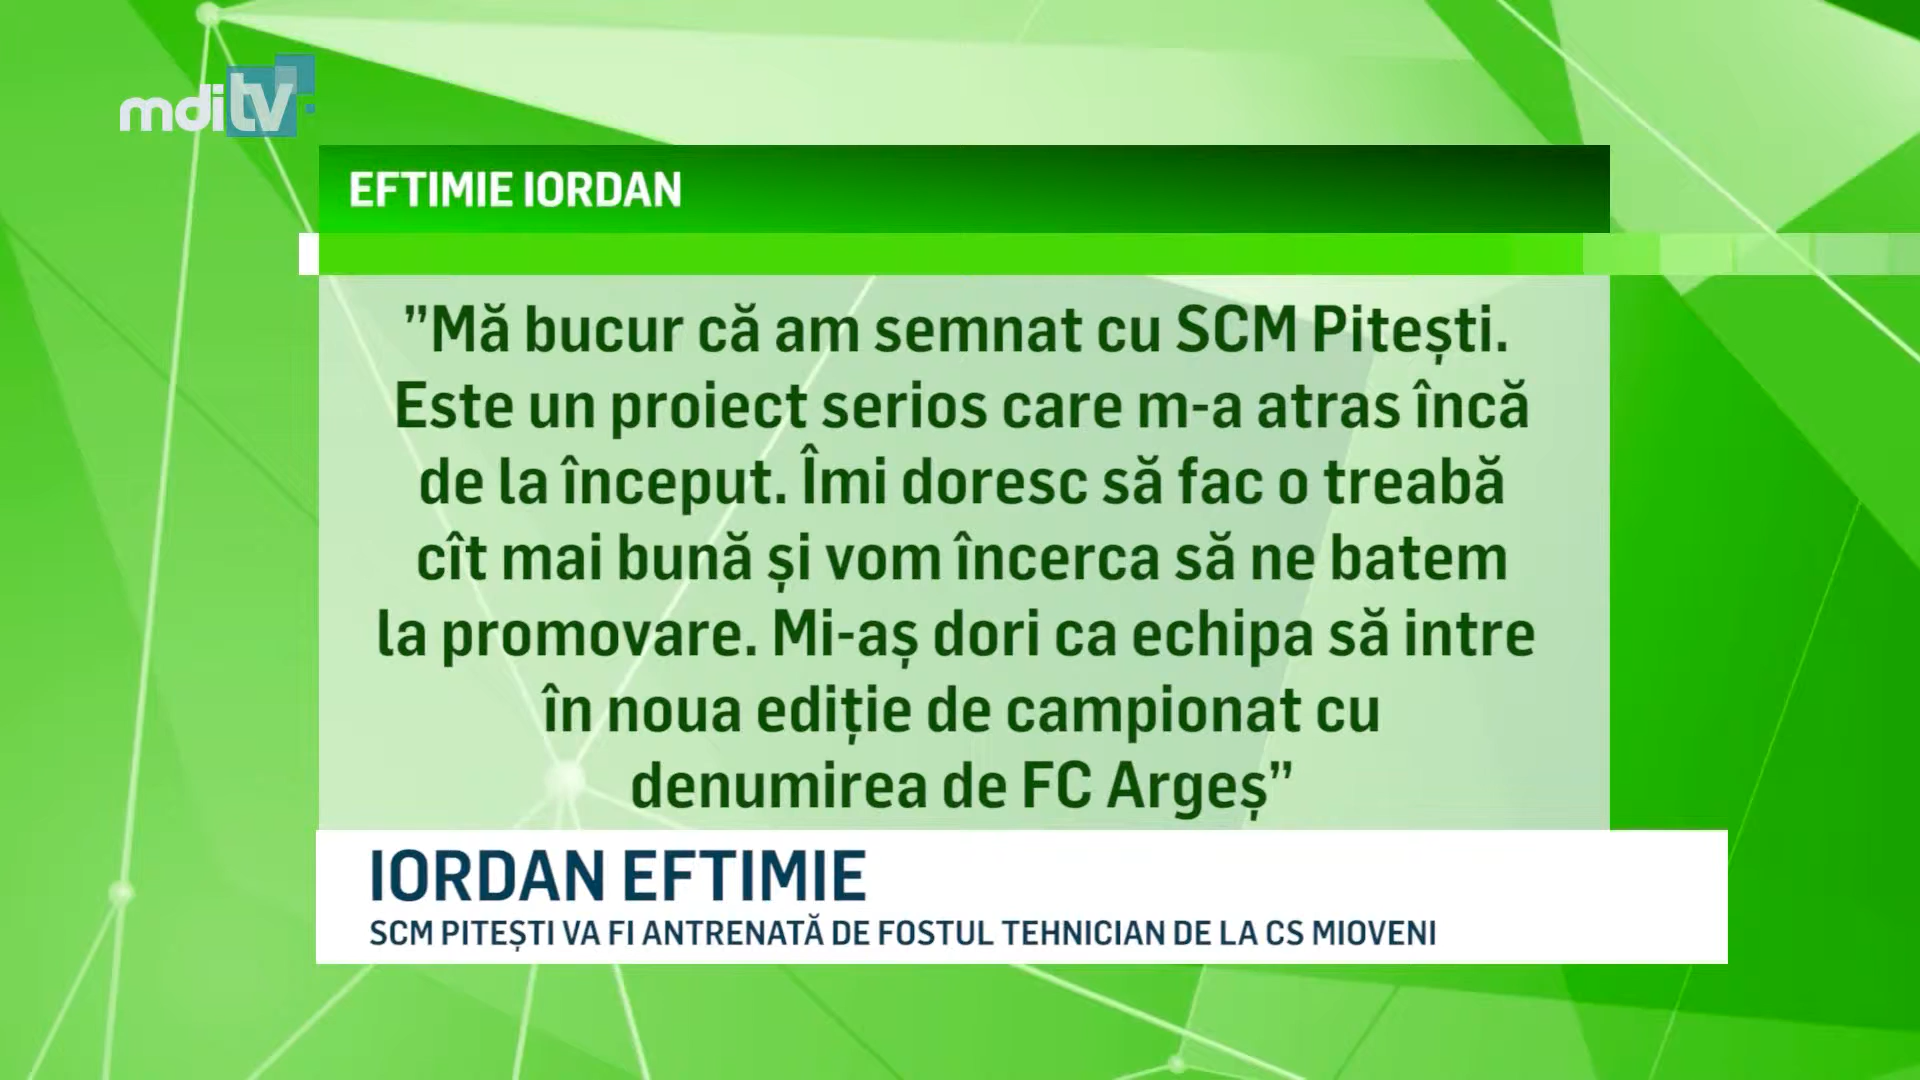 mditv
EFTIMIE IORDAN
”Mă bucur că am semnat cu SCM Pitești.
Este un proiect serios care m-a atras încă
de la început. Îmi doresc să fac o treabă
cît mai bună și vom încerca să ne batem
la promovare. Mi-aș dori ca echipa să intre
în noua ediție de campionat cu
denumirea de FC Argeș”
IORDAN EFTIMIE
SCM PITEȘTI VA FI ANTRENATĂ DE FOSTUL TEHNICIAN DE LA CS MIOVENI